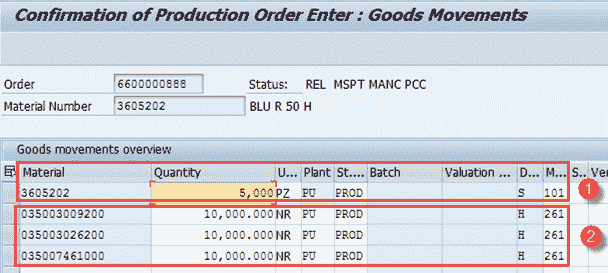 Confirmation of Production Order Enter : Goods Movements
Order 6600000888 Status: REL MSPT MANC PCC
Material Number 3605202 BLU R 50 H
Goods movements overview
Material Quantity U... Plant St.... Batch Valuation ... D... M... S.. Ver
3605202 5,000 PZ PU PROD S 101 1
035003009200 10,000.000 NR PU PROD H 261
035003026200 10,000.000 NR PU PROD H 261 2
035007461000 10,000.000 NR PU PROD H 261